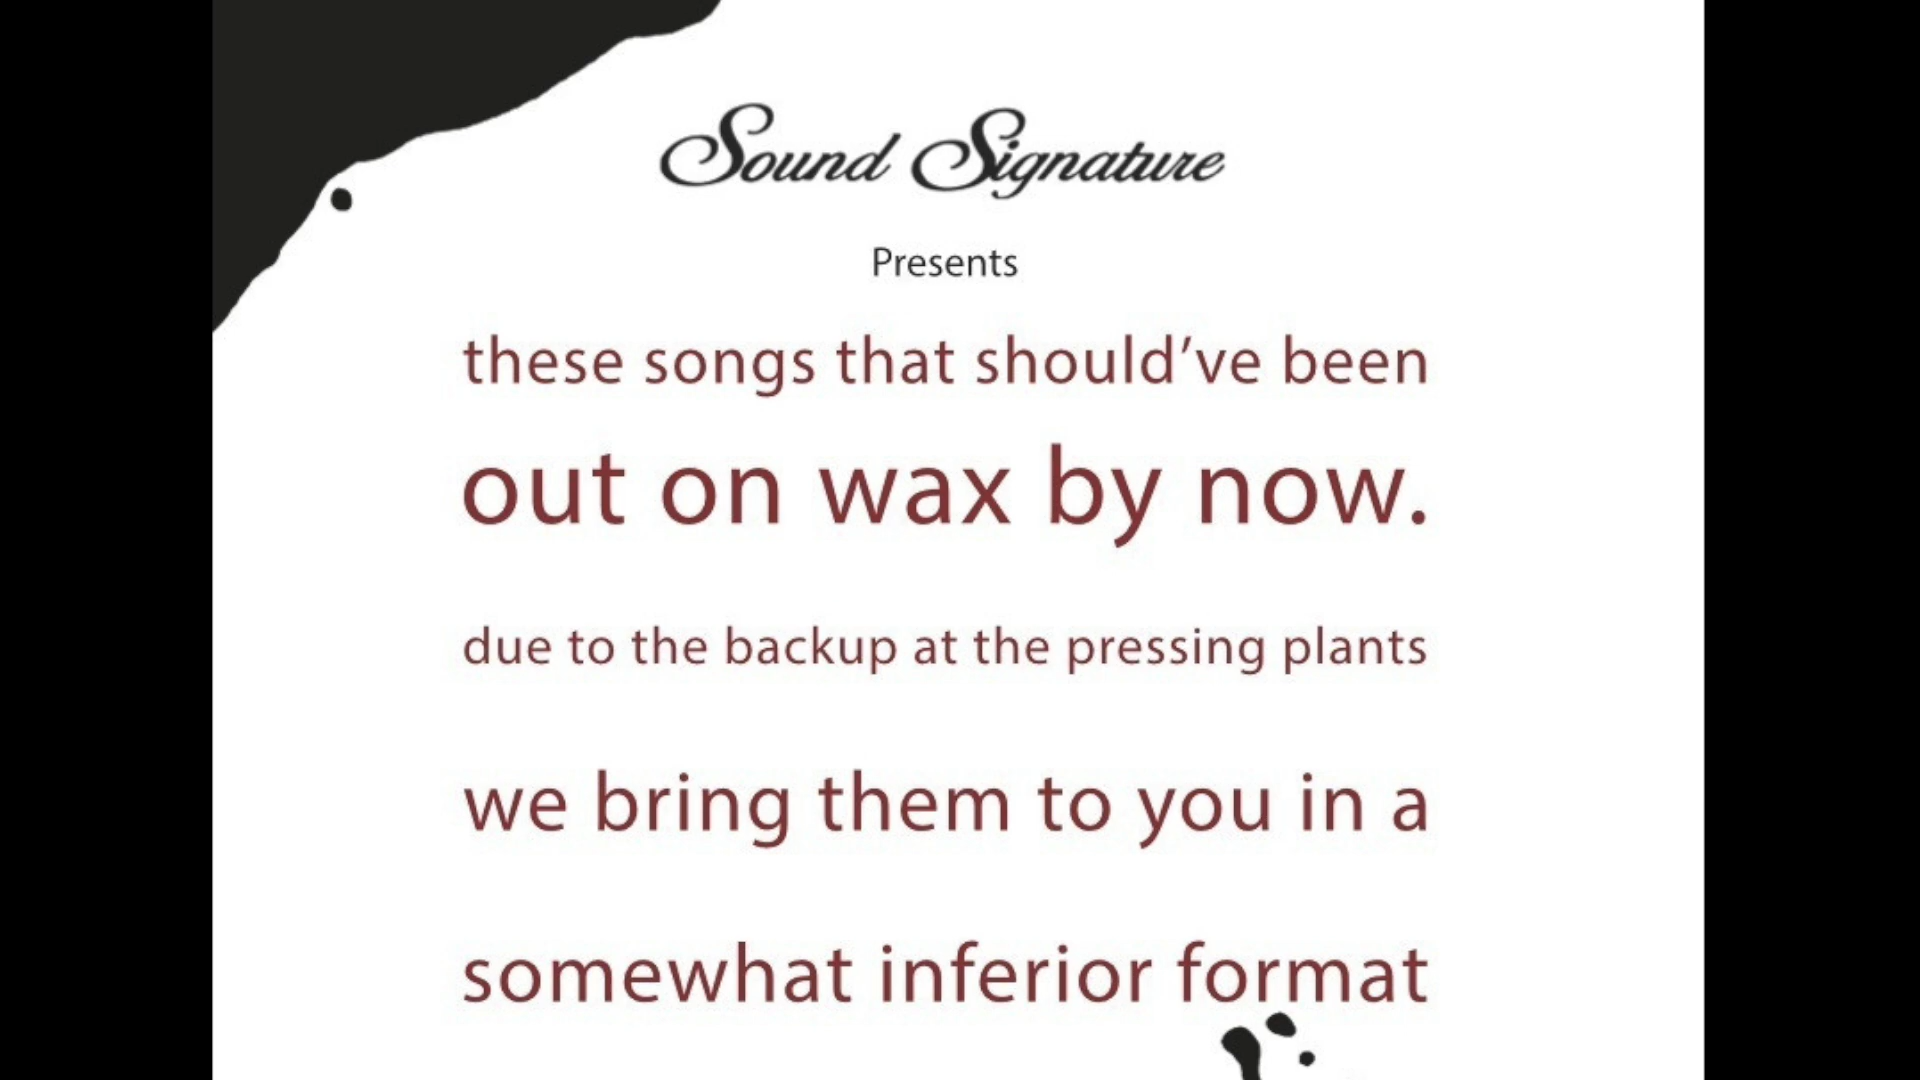 Sound Signature
Presents
these songs that should’ve been
out on wax by now.
due to the backup at the pressing plants
we bring them to you in a
somewhat inferior format